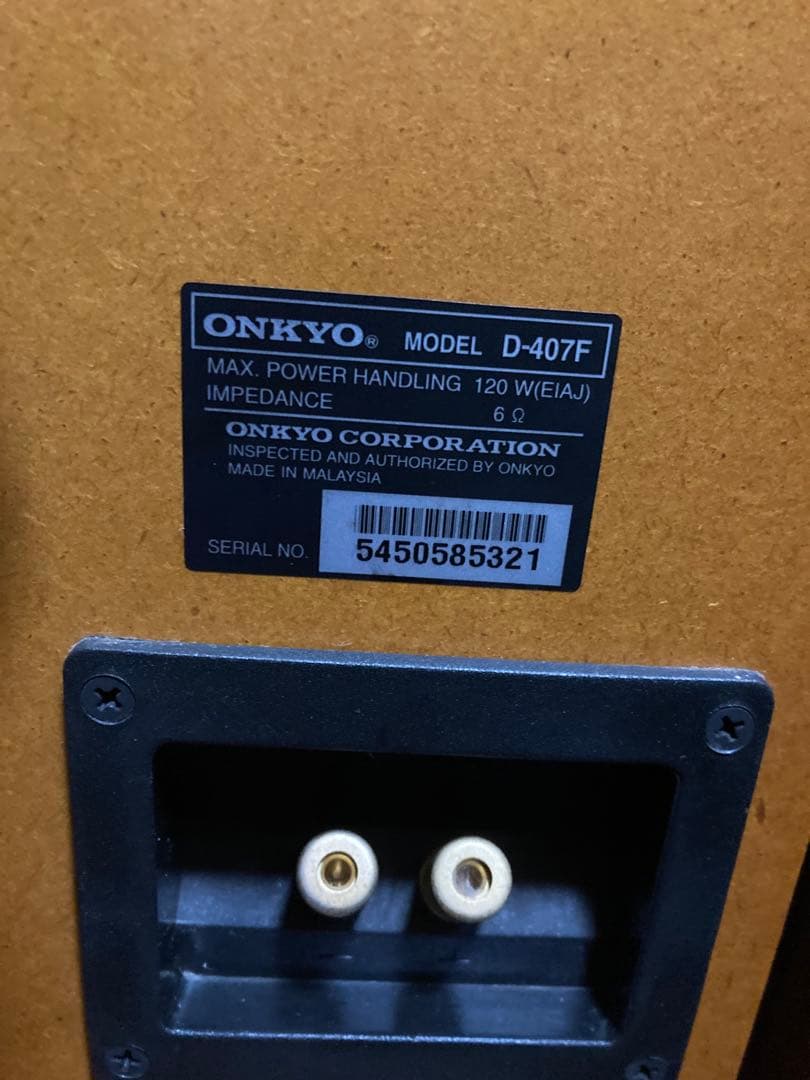 ONKYO® MODEL D-407F
MAX. POWER HANDLING 120 W(EIAJ)
IMPEDANCE 6 Ω
ONKYO CORPORATION
INSPECTED AND AUTHORIZED BY ONKYO
MADE IN MALAYSIA
SERIAL NO. 5450585321
− +